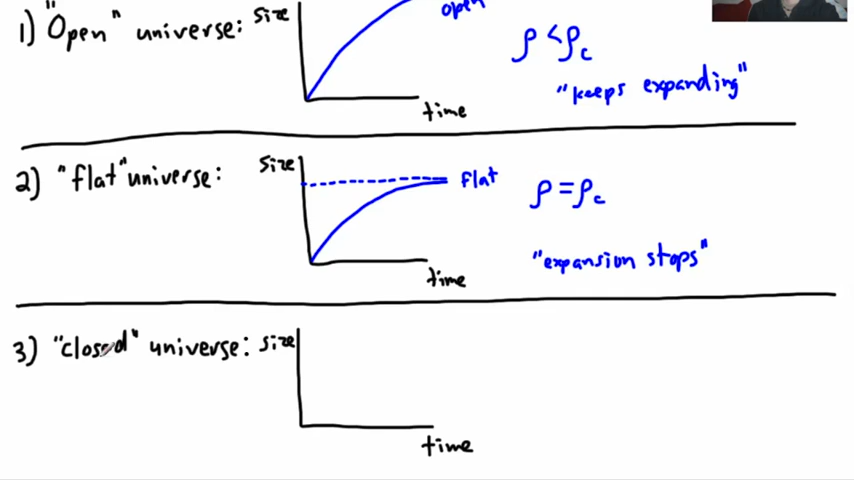 1) "Open" universe:
size
open
time
ρ < ρc
"keeps expanding"
2) "flat" universe:
size
flat
time
ρ = ρc
"expansion stops"
3) "closed" universe:
size
time